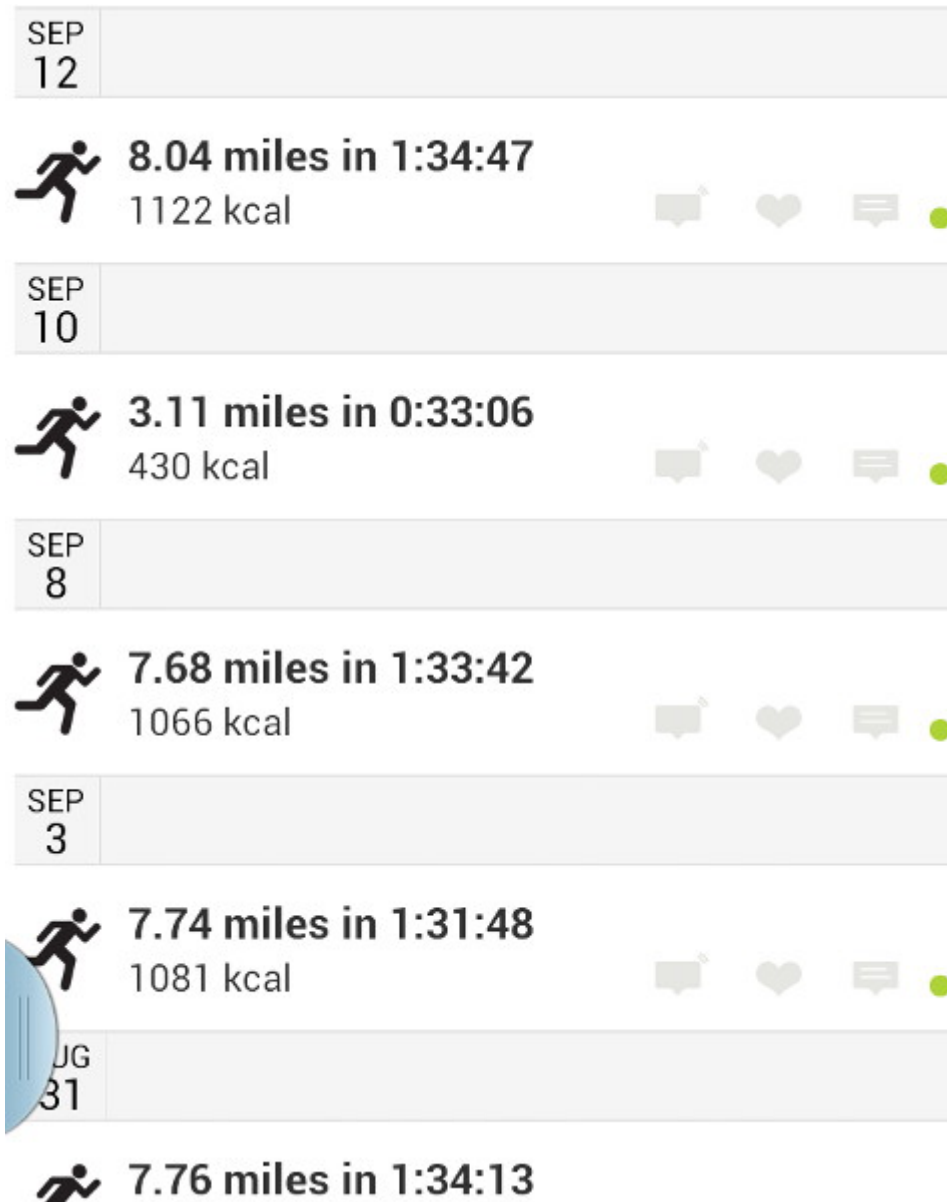 SEP
12
8.04 miles in 1:34:47
1122 kcal
SEP
10
3.11 miles in 0:33:06
430 kcal
SEP
8
7.68 miles in 1:33:42
1066 kcal
SEP
3
7.74 miles in 1:31:48
1081 kcal
UG
31
7.76 miles in 1:34:13